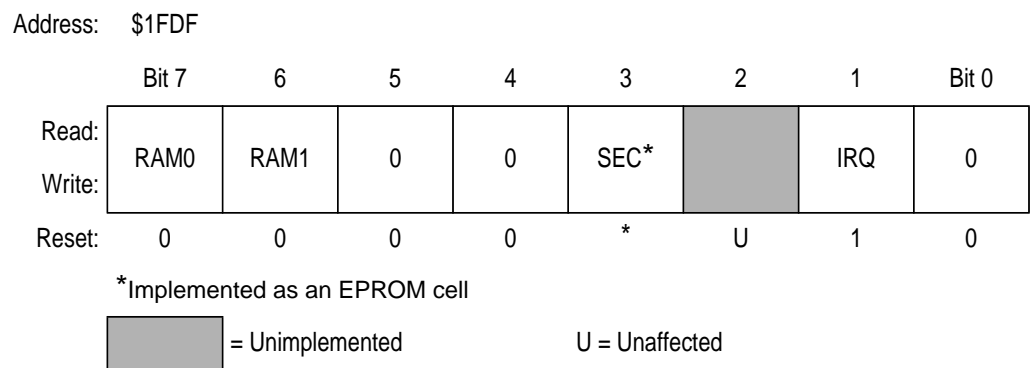 Address: $1FDF
Bit 7 6 5 4 3 2 1 Bit 0
Read:
RAM0 RAM1 0 0 SEC* IRQ 0
Write:
Reset: 0 0 0 0 * U 1 0
*Implemented as an EPROM cell
= Unimplemented U = Unaffected